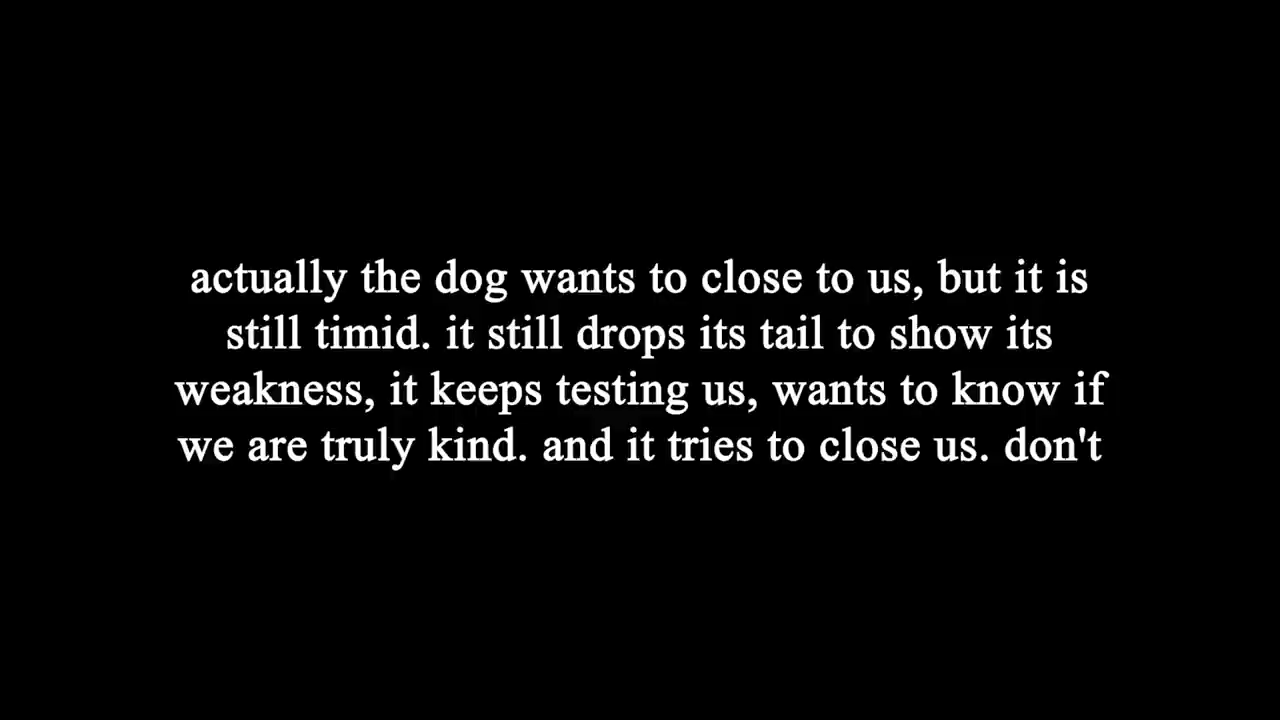 actually the dog wants to close to us, but it is
still timid. it still drops its tail to show its
weakness, it keeps testing us, wants to know if
we are truly kind. and it tries to close us. don't